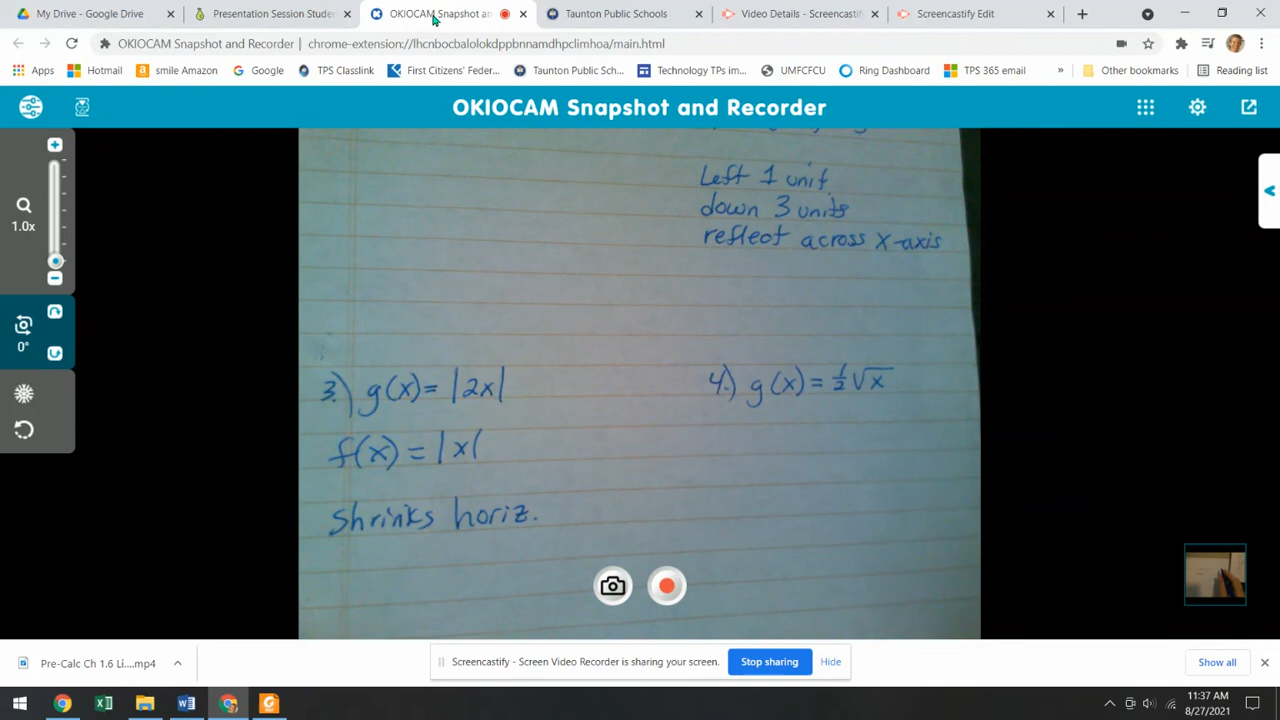 My Drive - Google Drive
Presentation Session Stude
OKIOCAM Snapshot an
Taunton Public Schools
Video Details - Screencastif
Screencastify Edit
OKIOCAM Snapshot and Recorder | chrome-extension://lhcnbocbalolokdppbnnamdhpclimhoa/main.html
Apps
Hotmail
smile Amazon
Google
TPS Classlink
First Citizens' Feder...
Taunton Public Sch...
Technology TPs im...
UMFCFCU
Ring Dashboard
TPS 365 email
»
Other bookmarks
Reading list
OKIOCAM Snapshot and Recorder
1.0x
0°
Left 1 unit
down 3 units
reflect across x-axis
3.) g(x) = |2x|
f(x) = |x|
shrinks horiz.
4.) g(x) = ½√x
Pre-Calc Ch 1.6 Li....mp4
Screencastify - Screen Video Recorder is sharing your screen.
Stop sharing
Hide
Show all
11:37 AM
8/27/2021